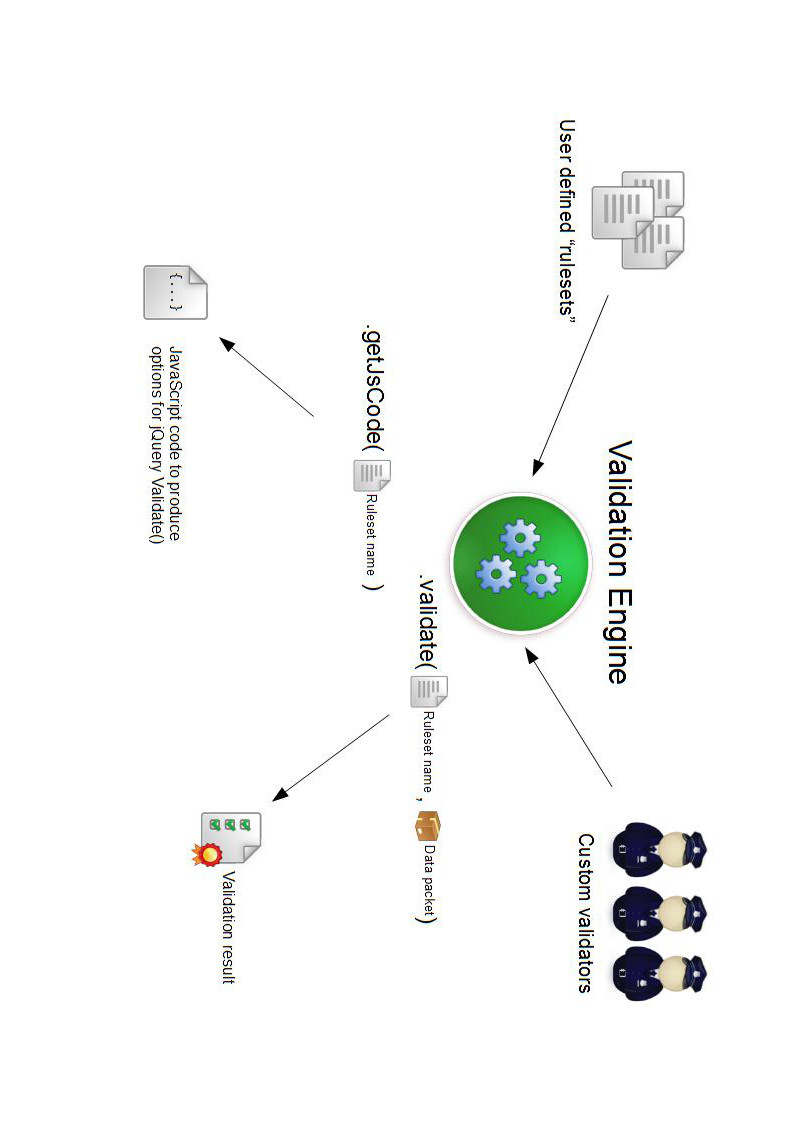 Validation Engine
User defined “rulesets”
Custom validators
.getJsCode( Ruleset name )
.validate( Ruleset name , Data packet )
{...}
JavaScript code to produce
options for jQuery Validate()
Validation result